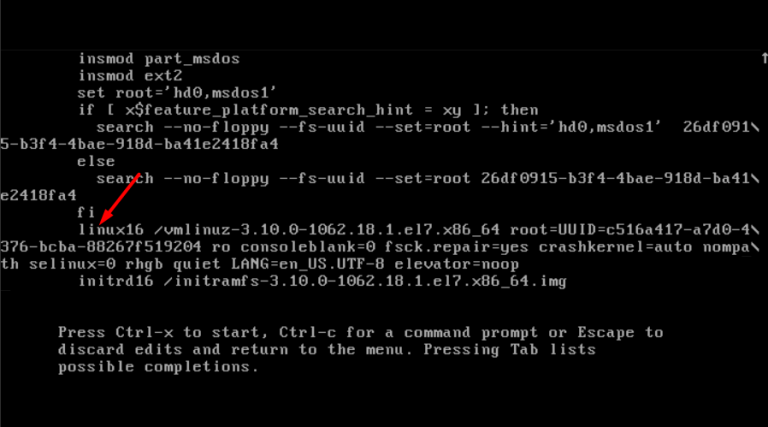 insmod part_msdos
insmod ext2
set root='hd0,msdos1'
if [ x$feature_platform_search_hint = xy ]; then
search --no-floppy --fs-uuid --set=root --hint='hd0,msdos1'  26df091\
5-b3f4-4bae-918d-ba41e2418fa4
else
search --no-floppy --fs-uuid --set=root 26df0915-b3f4-4bae-918d-ba41\
e2418fa4
fi
linux16 /vmlinuz-3.10.0-1062.18.1.el7.x86_64 root=UUID=c516a417-a7d0-4\
376-bcba-88267f519204 ro consoleblank=0 fsck.repair=yes crashkernel=auto nompa\
th selinux=0 rhgb quiet LANG=en_US.UTF-8 elevator=noop
initrd16 /initramfs-3.10.0-1062.18.1.el7.x86_64.img
Press Ctrl-x to start, Ctrl-c for a command prompt or Escape to
discard edits and return to the menu. Pressing Tab lists
possible completions.